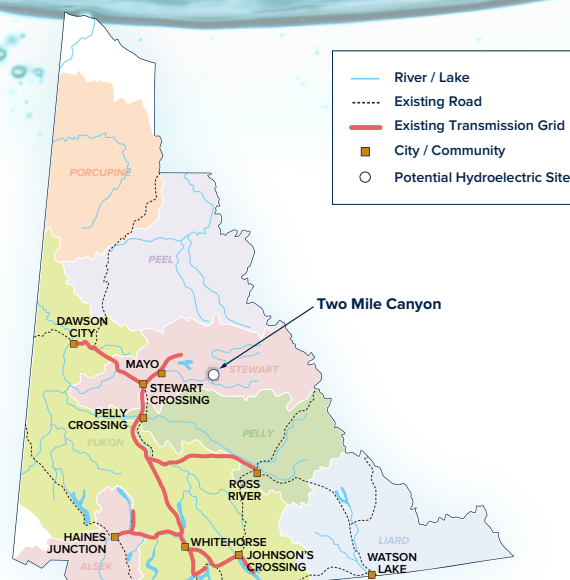 River / Lake
Existing Road
Existing Transmission Grid
City / Community
Potential Hydroelectric Site
PORCUPINE
PEEL
Two Mile Canyon
DAWSON
CITY
MAYO
STEWART
STEWART
CROSSING
PELLY
CROSSING
YUKON
PELLY
ROSS
RIVER
HAINES
JUNCTION
WHITEHORSE
LIARD
JOHNSON'S
CROSSING
WATSON
LAKE
ALSEK